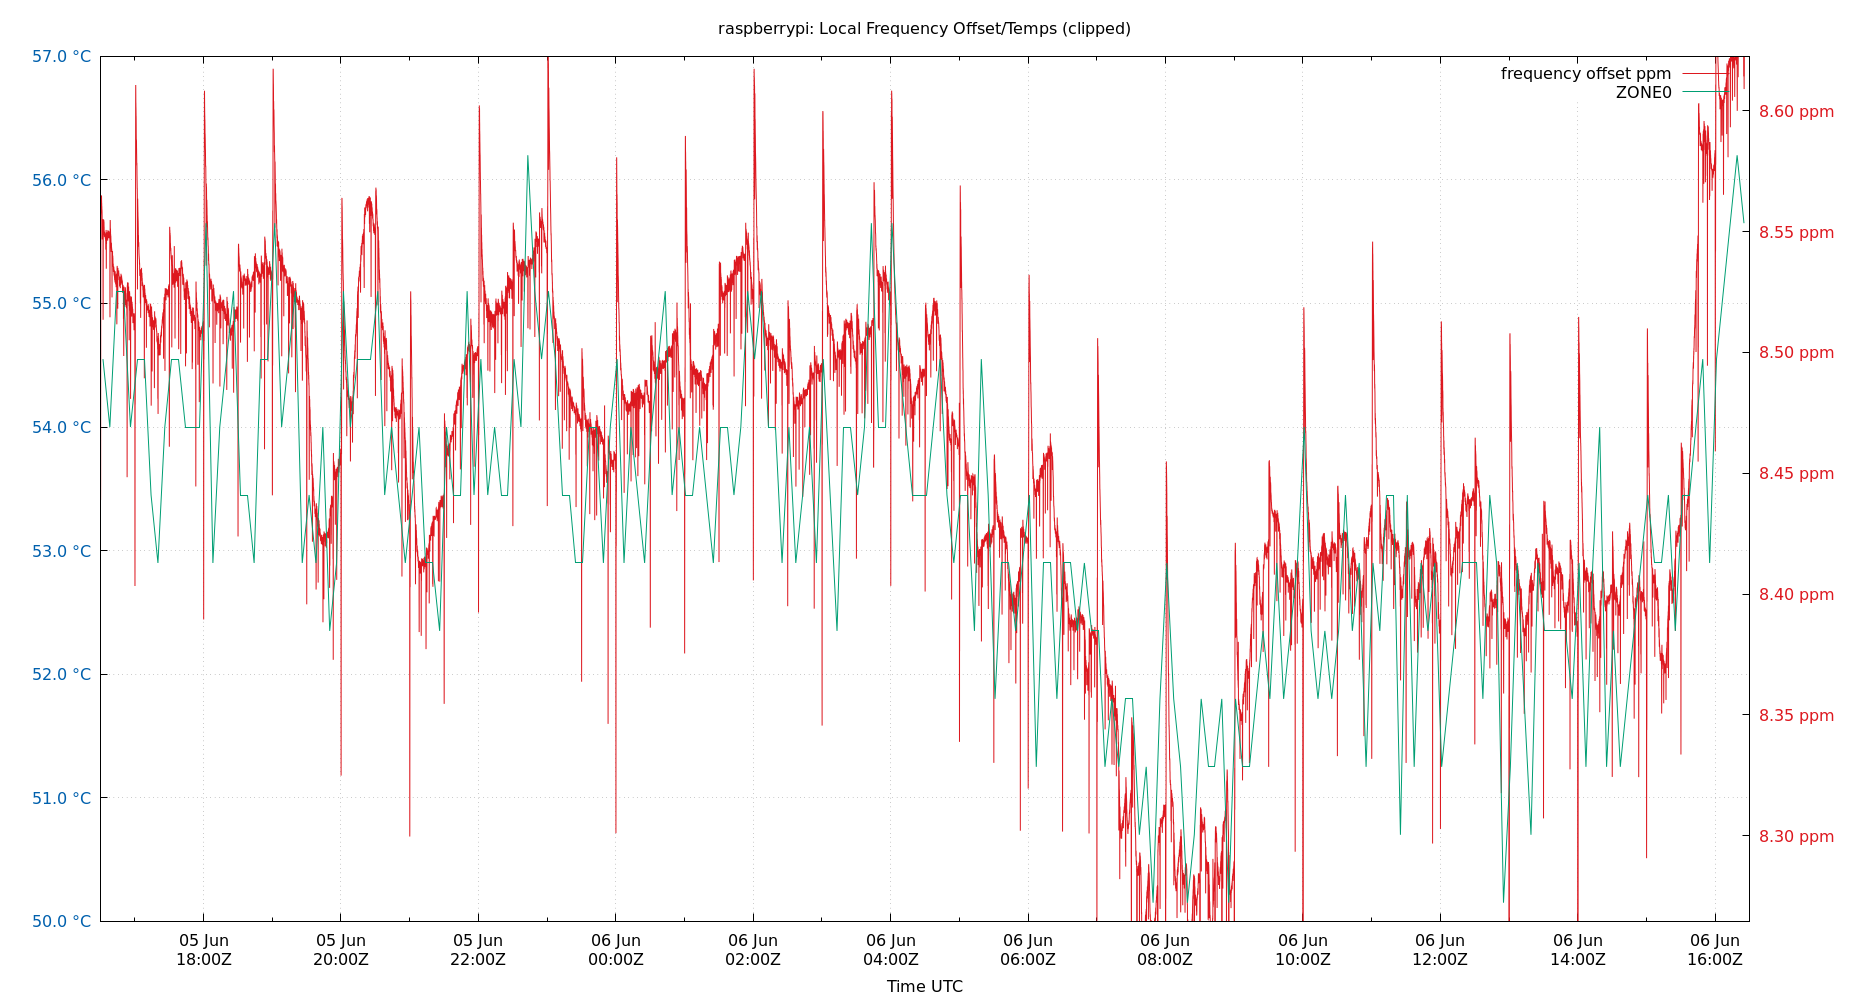 raspberrypi: Local Frequency Offset/Temps (clipped)
frequency offset ppm
ZONE0
57.0 °C
56.0 °C
55.0 °C
54.0 °C
53.0 °C
52.0 °C
51.0 °C
50.0 °C
8.60 ppm
8.55 ppm
8.50 ppm
8.45 ppm
8.40 ppm
8.35 ppm
8.30 ppm
05 Jun
18:00Z
05 Jun
20:00Z
05 Jun
22:00Z
06 Jun
00:00Z
06 Jun
02:00Z
06 Jun
04:00Z
06 Jun
06:00Z
06 Jun
08:00Z
06 Jun
10:00Z
06 Jun
12:00Z
06 Jun
14:00Z
06 Jun
16:00Z
Time UTC